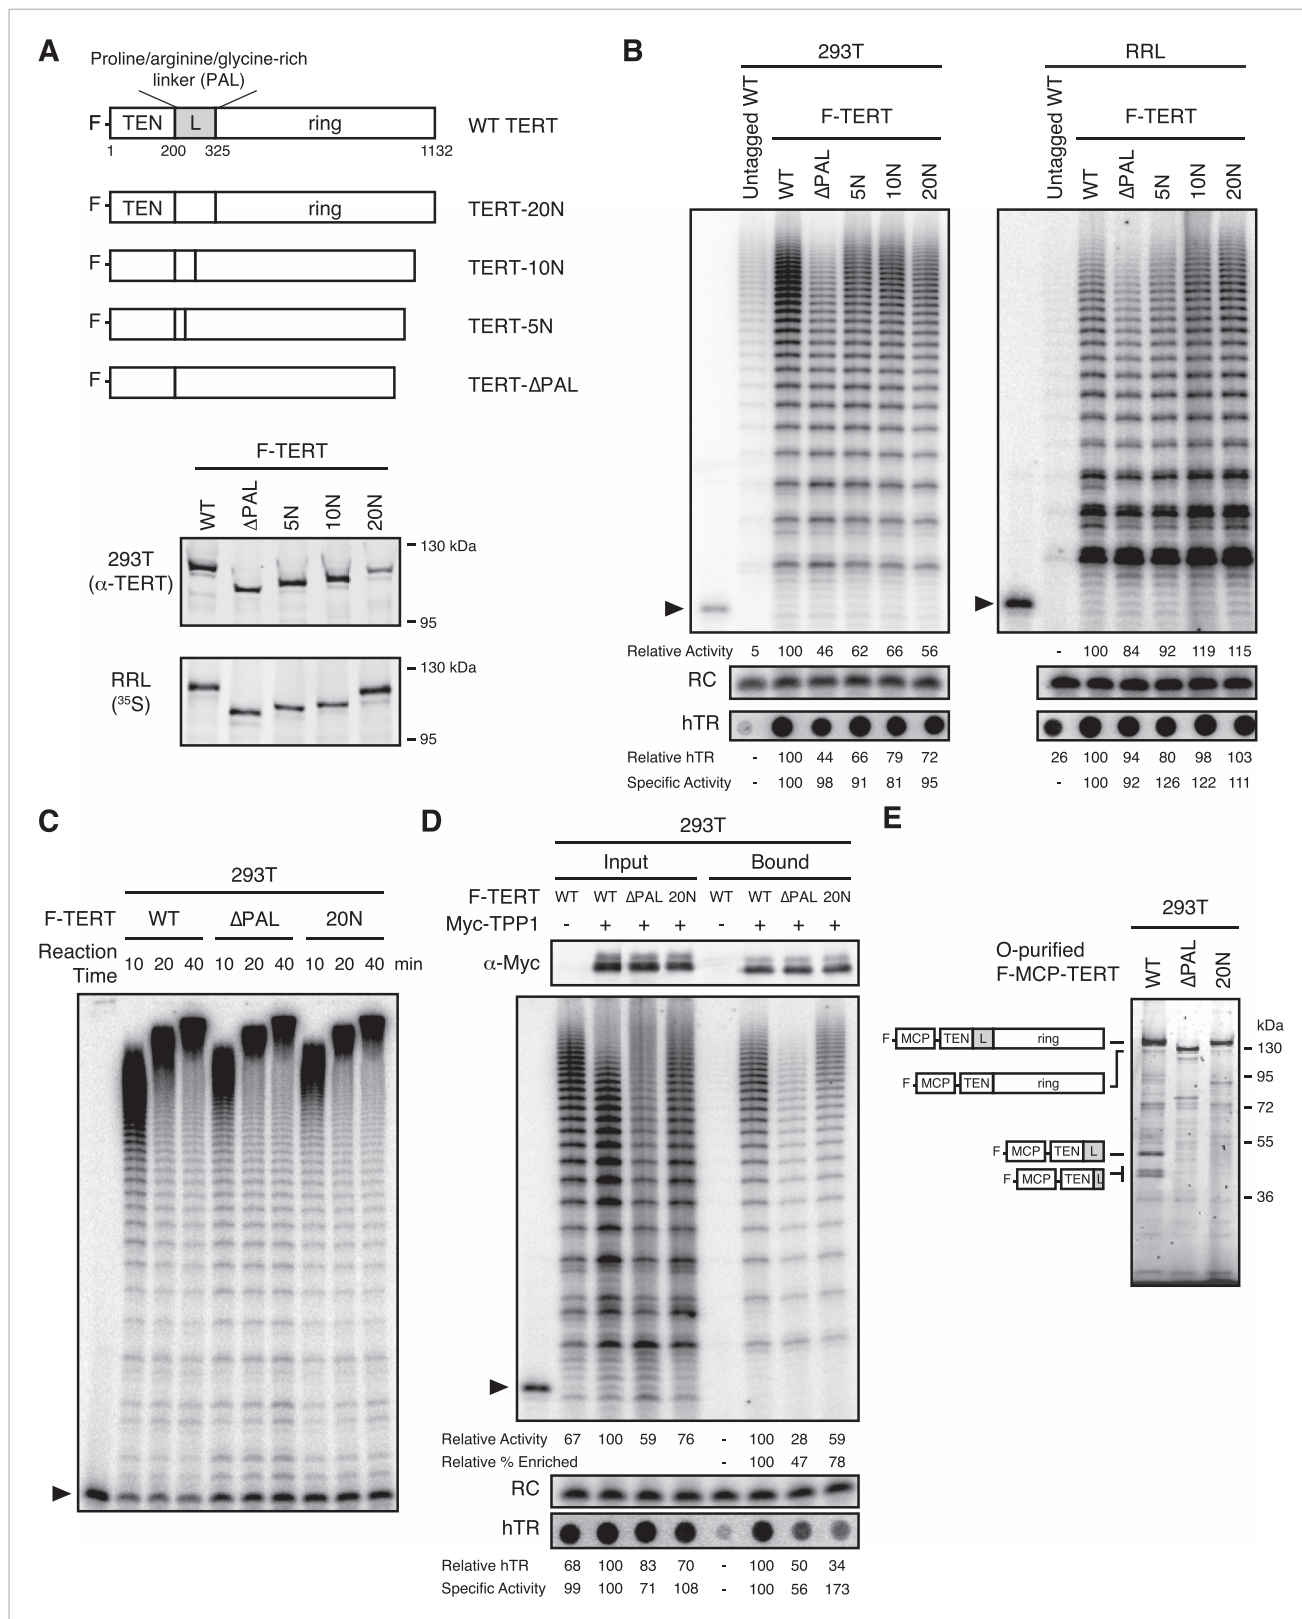 A
Proline/arginine/glycine-rich
linker (PAL)
F TEN L ring WT TERT
1 200 325 1132
F TEN ring TERT-20N
F TERT-10N
F TERT-5N
F TERT-ΔPAL
F-TERT
WT ΔPAL 5N 10N 20N
293T
(α-TERT)
130 kDa
95
RRL
(³⁵S)
130 kDa
95
B
293T
Untagged WT
F-TERT
WT ΔPAL 5N 10N 20N
RRL
Untagged WT
F-TERT
WT ΔPAL 5N 10N 20N
Relative Activity 5 100 46 62 66 56 - 100 84 92 119 115
RC
hTR
Relative hTR - 100 44 66 79 72 26 100 94 80 98 103
Specific Activity - 100 98 91 81 95 - 100 92 126 122 111
C
293T
F-TERT WT ΔPAL 20N
Reaction
Time
10 20 40 10 20 40 10 20 40 min
D
293T
Input Bound
F-TERT WT WT ΔPAL 20N WT WT ΔPAL 20N
Myc-TPP1 - + + + - + + +
α-Myc
Relative Activity 67 100 59 76 - 100 28 59
Relative % Enriched - 100 47 78
RC
hTR
Relative hTR 68 100 83 70 - 100 50 34
Specific Activity 99 100 71 108 - 100 56 173
E
293T
O-purified
F-MCP-TERT
WT ΔPAL 20N
kDa
F MCP TEN L ring
130
F MCP TEN ring
95
72
55
F MCP TEN L
F MCP TEN L
36